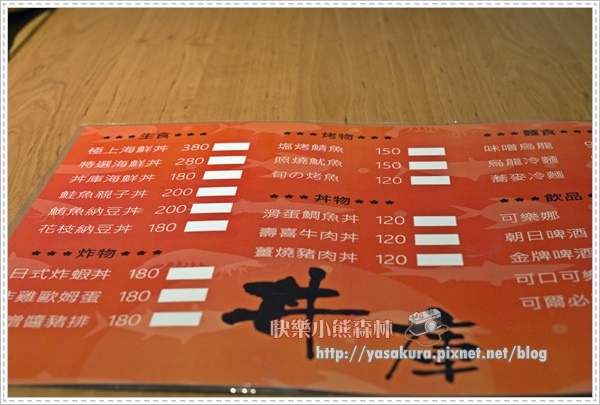 ★★★生食★★★
極上海鮮丼 380
特選海鮮丼 280
丼庫海鮮丼 180
鮭魚親子丼 200
鮪魚納豆丼 200
花枝納豆丼 180
★★★炸物★★★
日式炸蝦丼 180
炸雞歐姆蛋 180
噌醬豬排 180
★★★烤物★★★
塩烤鯖魚 150
照燒魷魚 150
旬の烤魚 120
★★★丼物★★★
滑蛋鯛魚丼 120
壽喜牛肉丼 120
薑燒豬肉丼 120
★★★麵食
味噌烏龍
烏龍冷麵
蕎麥冷麵
★★★飲品
可樂娜
朝日啤酒
金牌啤酒
可口可樂
可爾必
丼庫
快樂小熊森林
http://yasakura.pixnet.net/blog